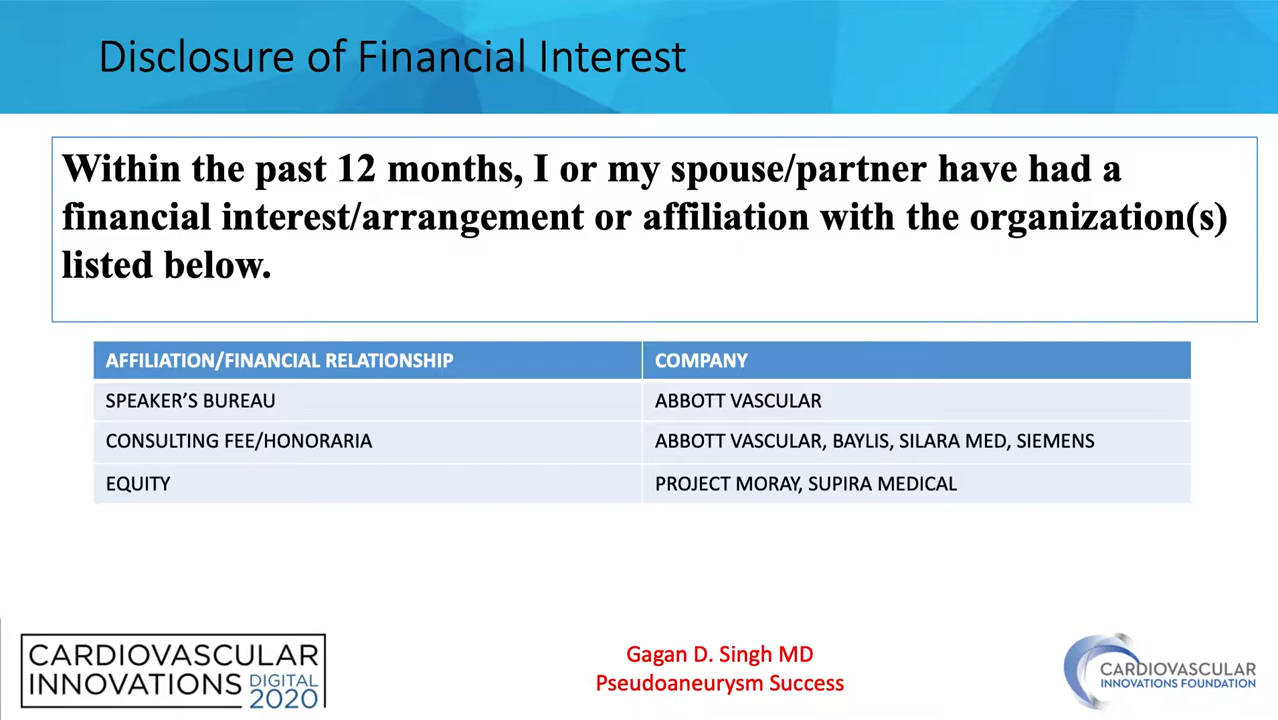 Disclosure of Financial Interest
Within the past 12 months, I or my spouse/partner have had a
financial interest/arrangement or affiliation with the organization(s)
listed below.
AFFILIATION/FINANCIAL RELATIONSHIP COMPANY
SPEAKER’S BUREAU ABBOTT VASCULAR
CONSULTING FEE/HONORARIA ABBOTT VASCULAR, BAYLIS, SILARA MED, SIEMENS
EQUITY PROJECT MORAY, SUPIRA MEDICAL
CARDIOVASCULAR
INNOVATIONS DIGITAL 2020
Gagan D. Singh MD
Pseudoaneurysm Success
CARDIOVASCULAR
INNOVATIONS FOUNDATION